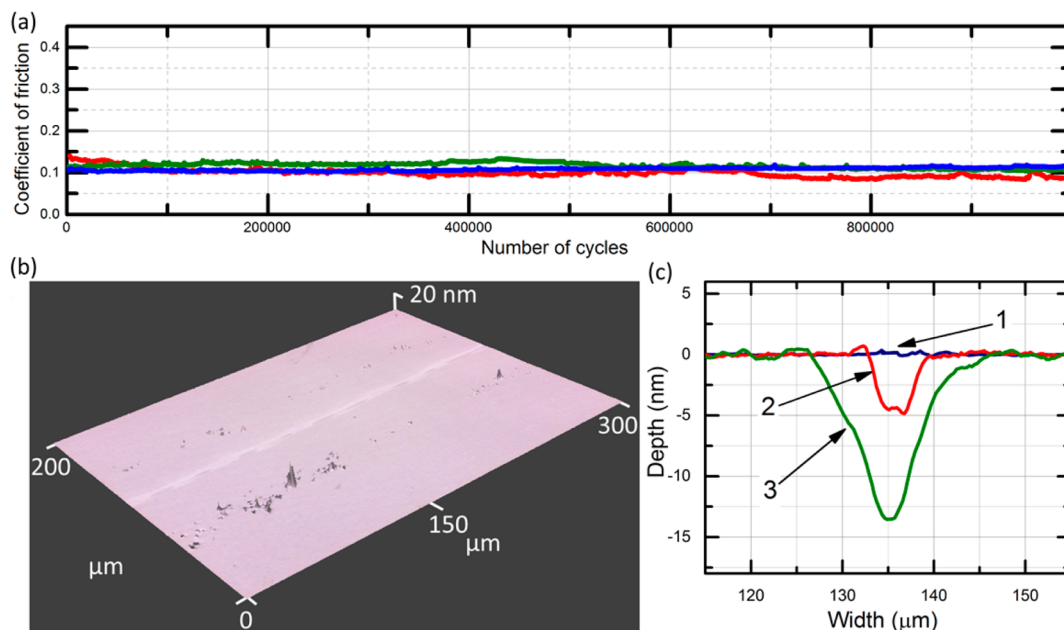 (a)
Coefficient of friction
0.4
0.3
0.2
0.1
0.0
0 200000 400000 600000 800000
Number of cycles
(b)
20 nm
200
300
150
µm
µm
0
(c)
5
0
-5
-10
-15
Depth (nm)
1
2
3
120 130 140 150
Width (µm)